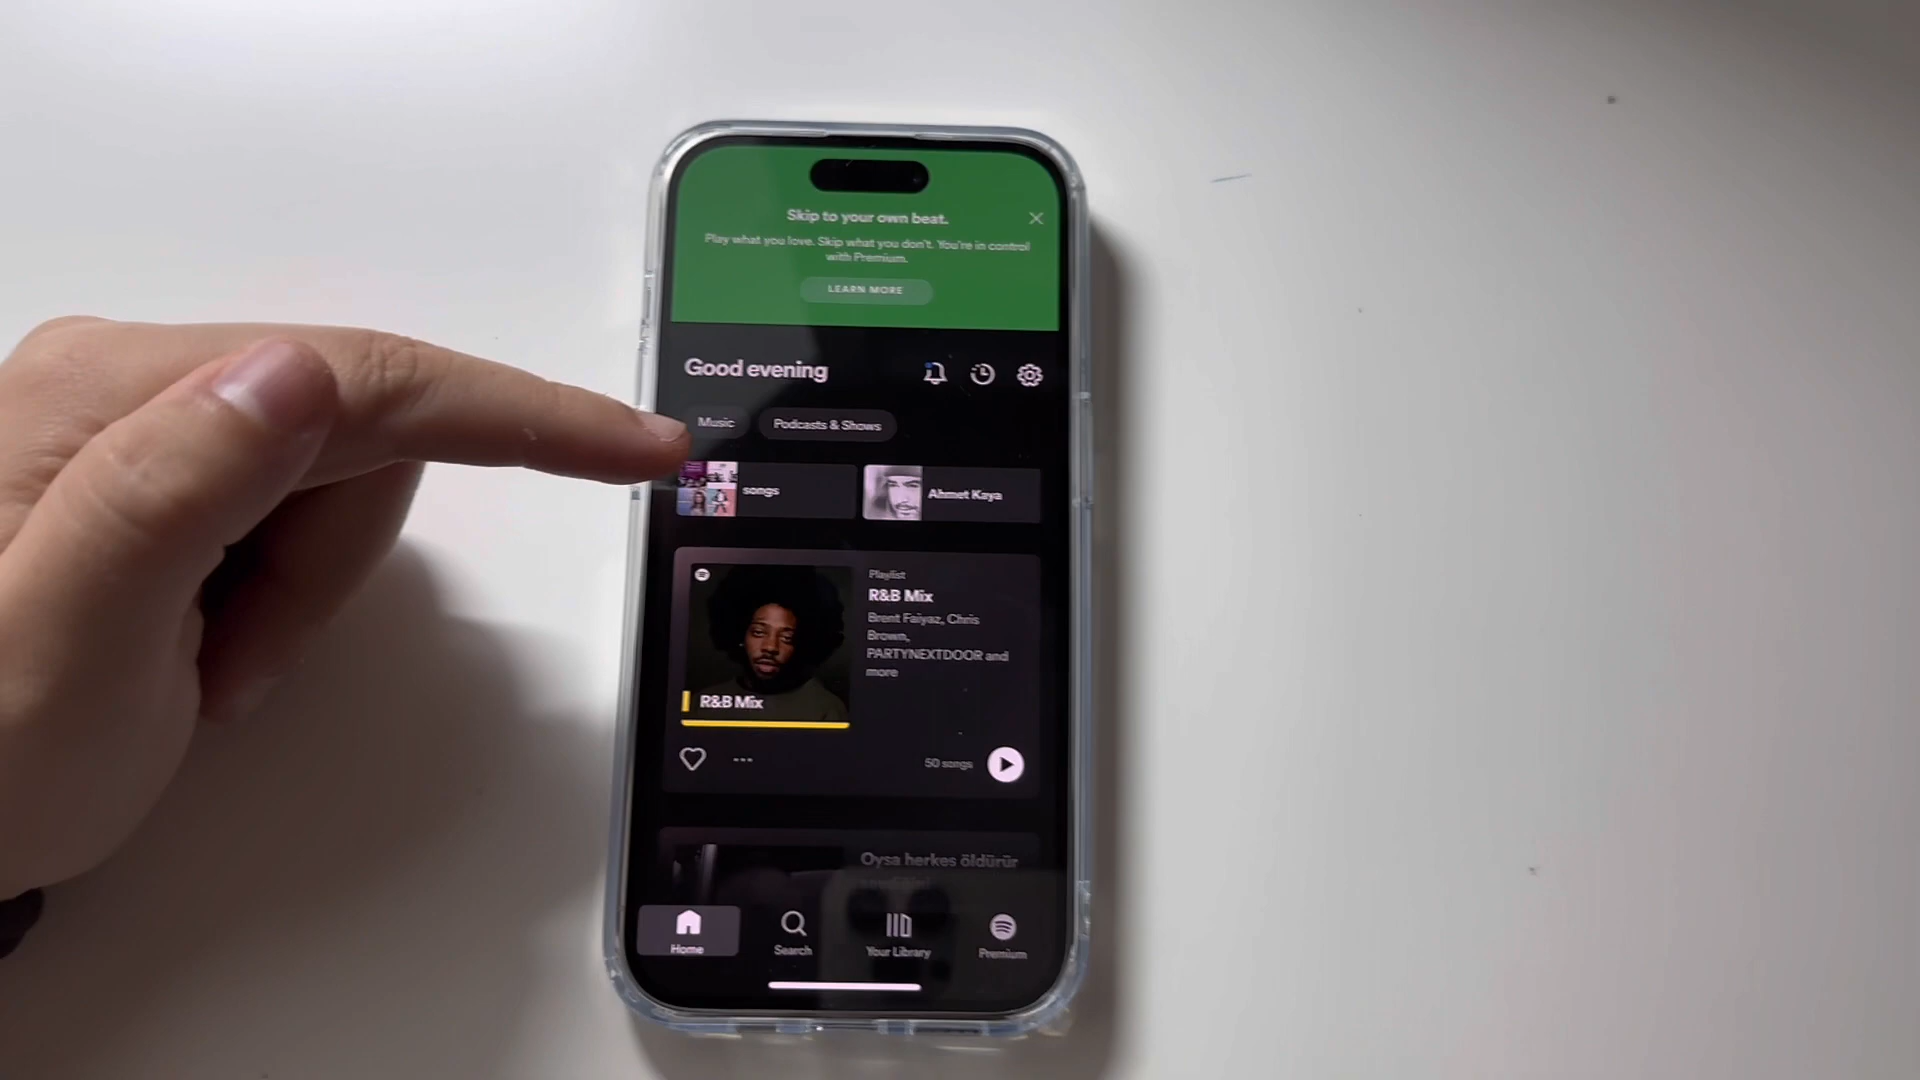 Skip to your own beat.
Play what you love. Skip what you don't. You're in control
with Premium.
LEARN MORE
Good evening
Music
Podcasts & Shows
songs
Ahmet Kaya
Playlist
R&B Mix
Brent Faiyaz, Chris
Brown,
PARTYNEXTDOOR and
more
R&B Mix
50 songs
Oysa herkes öldürür
Home
Search
Your Library
Premium